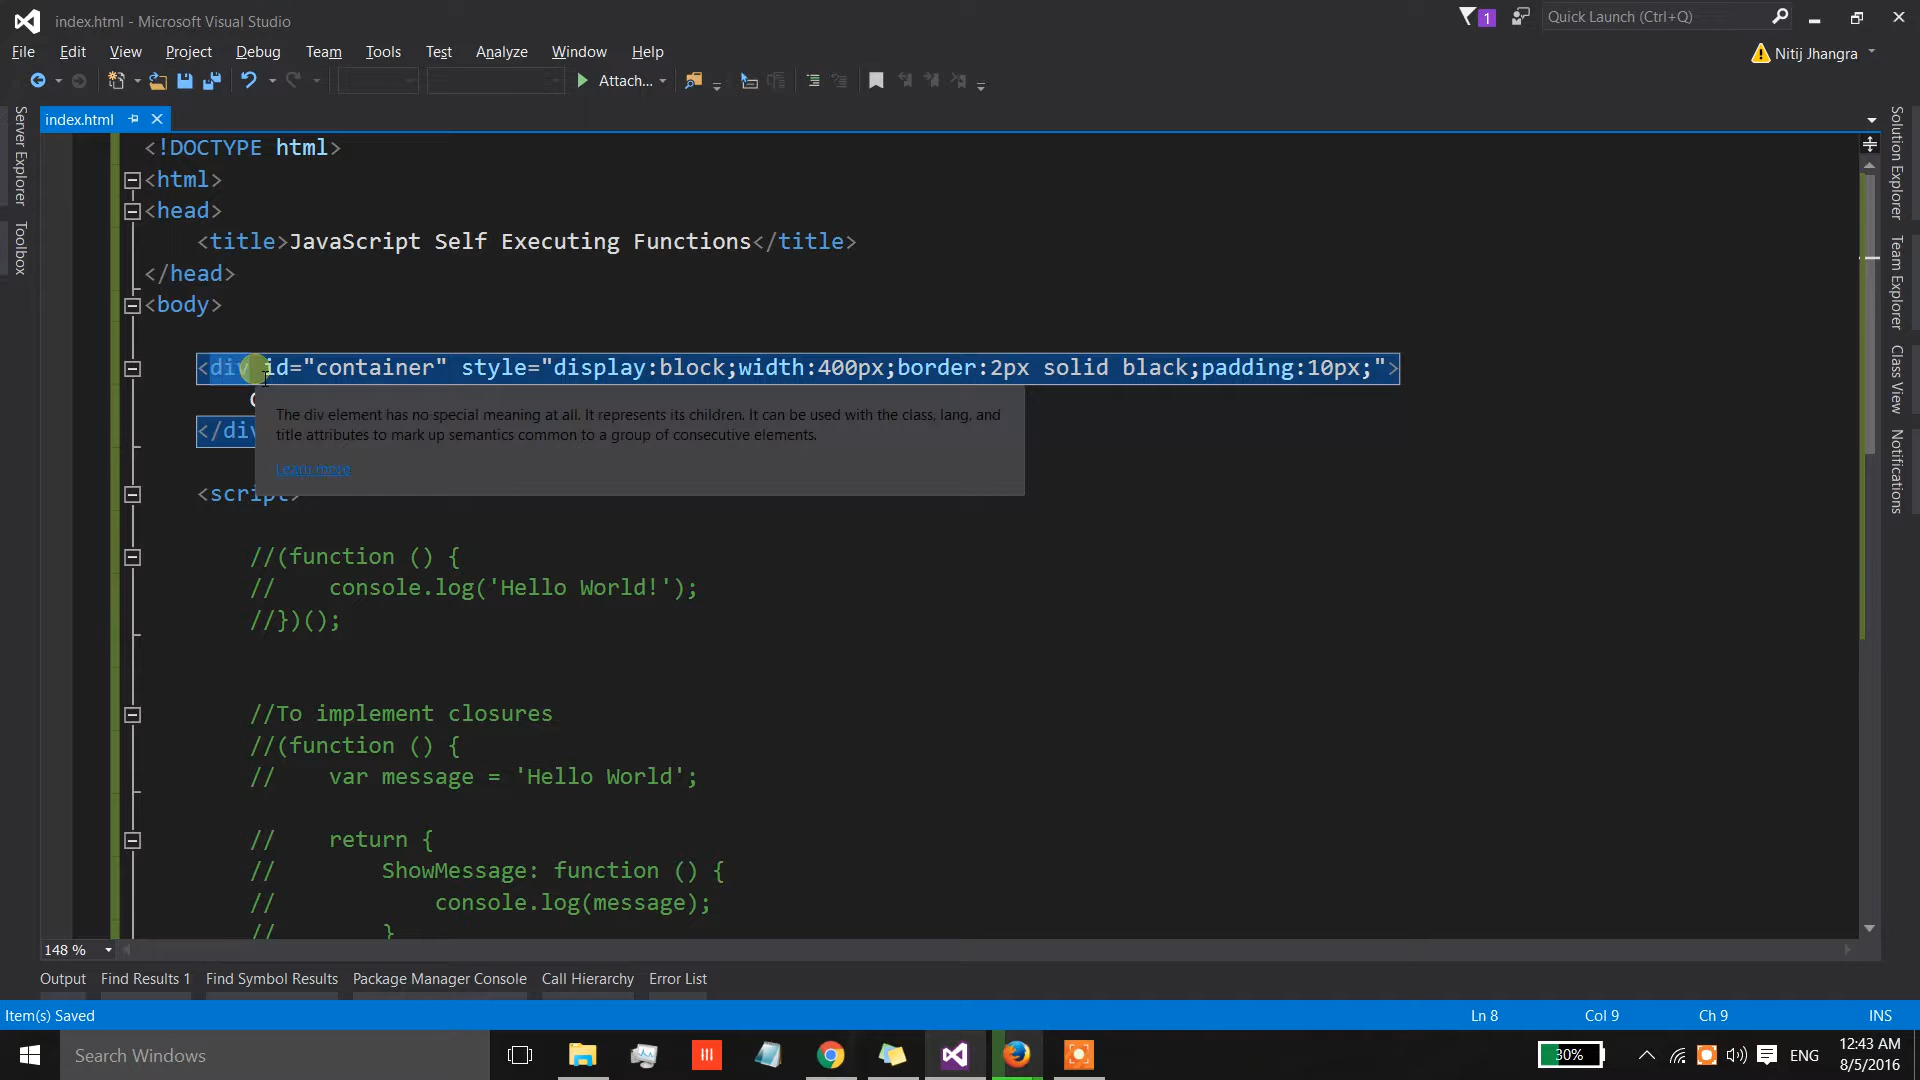 index.html - Microsoft Visual Studio
1
Quick Launch (Ctrl+Q)
File Edit View Project Debug Team Tools Test Analyze Window Help
Nitij Jhangra
Attach...
index.html
Server Explorer
Toolbox
Solution Explorer
Team Explorer
Class View
Notifications
<!DOCTYPE html>
<html>
<head>
<title>JavaScript Self Executing Functions</title>
</head>
<body>
<div id="container" style="display:block;width:400px;border:2px solid black;padding:10px;">
The div element has no special meaning at all. It represents its children. It can be used with the class, lang, and
title attributes to mark up semantics common to a group of consecutive elements.
</div
Learn more
<script>
//(function () {
//    console.log('Hello World!');
//})();
//To implement closures
//(function () {
//    var message = 'Hello World';
//    return {
//        ShowMessage: function () {
//            console.log(message);
//        }
148 %
Output Find Results 1 Find Symbol Results Package Manager Console Call Hierarchy Error List
Item(s) Saved Ln 8 Col 9 Ch 9 INS
Search Windows
30%
ENG
12:43 AM
8/5/2016